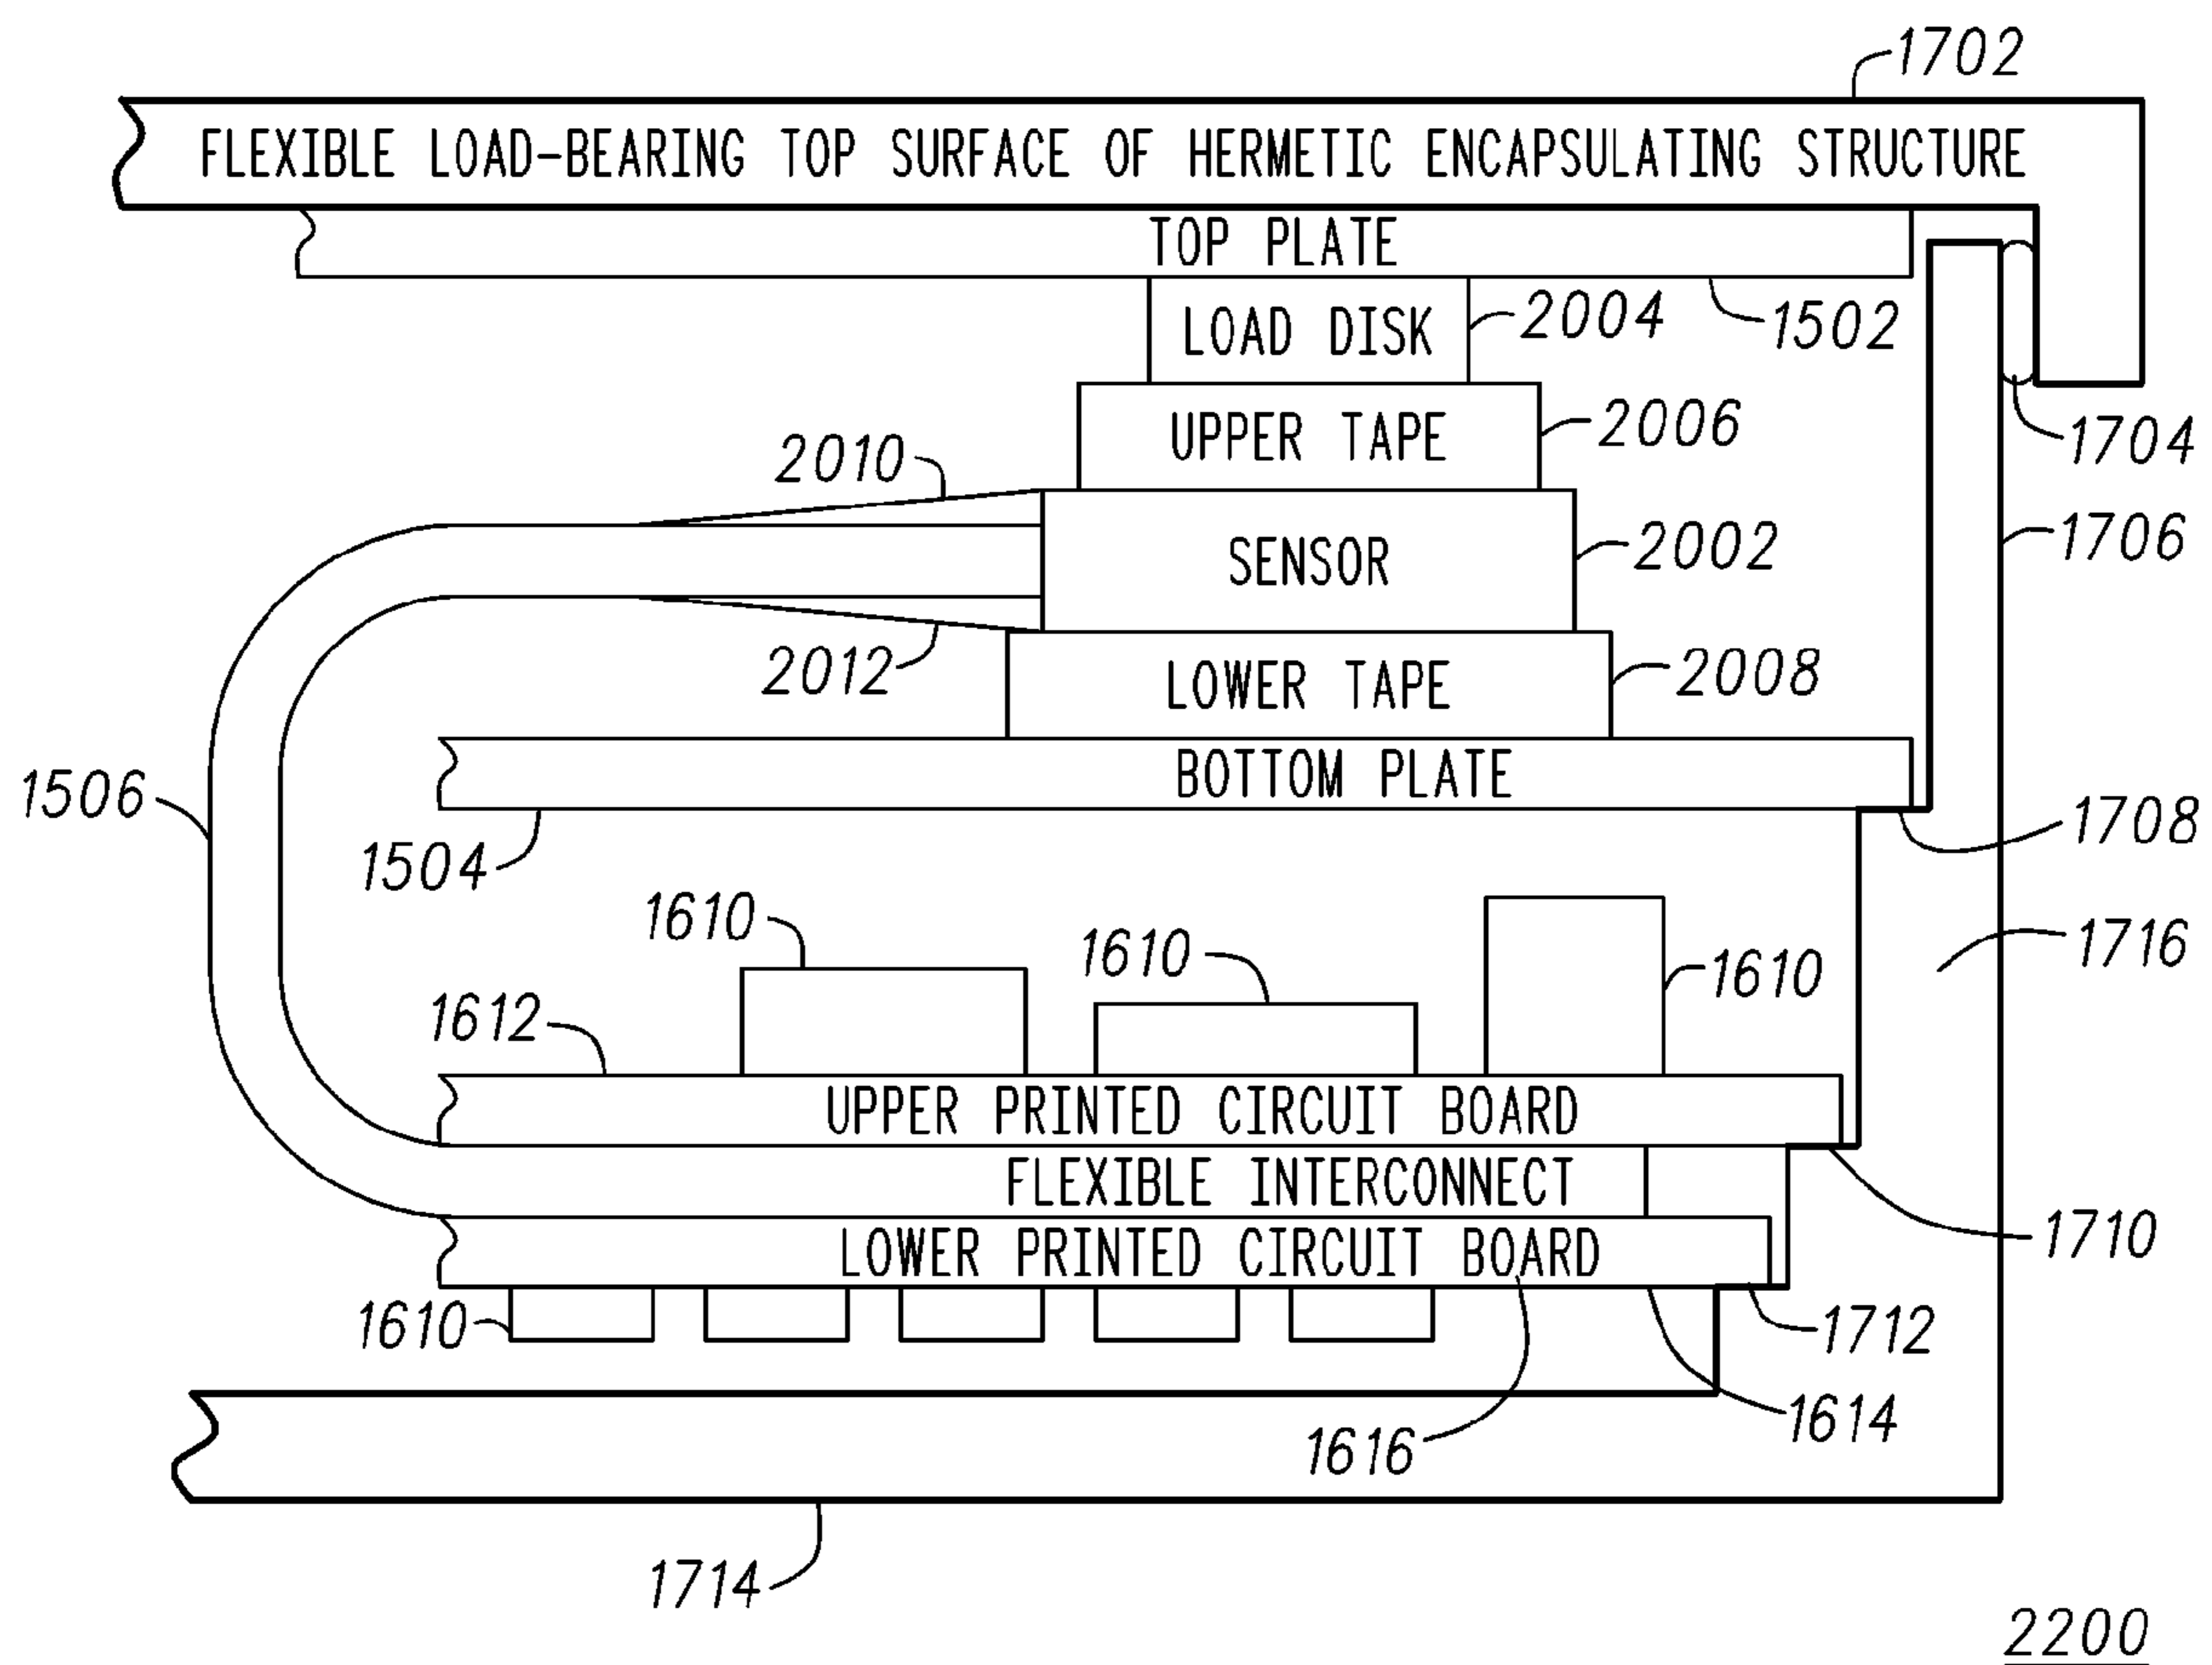 1702
FLEXIBLE LOAD-BEARING TOP SURFACE OF HERMETIC ENCAPSULATING STRUCTURE
TOP PLATE
LOAD DISK
2004
1502
UPPER TAPE
2006
1704
2010
SENSOR
2002
1706
2012
LOWER TAPE
2008
BOTTOM PLATE
1506
1708
1504
1610
1610
1610
1716
1612
UPPER PRINTED CIRCUIT BOARD
FLEXIBLE INTERCONNECT
1710
LOWER PRINTED CIRCUIT BOARD
1610
1712
1614
1616
1714
2200